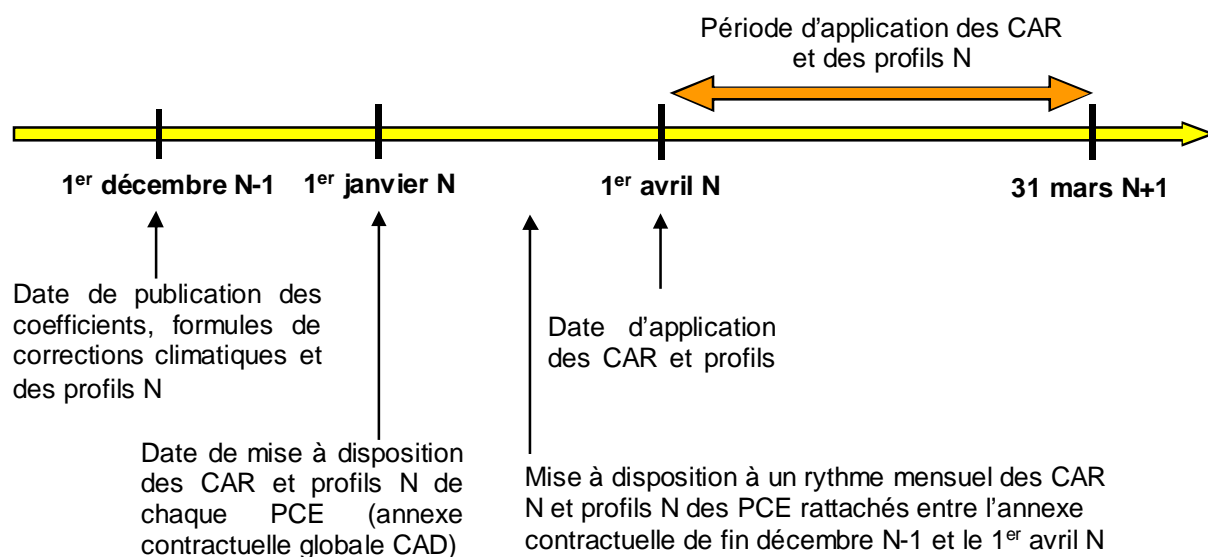 Période d’application des CAR
et des profils N
1er décembre N-1
1er janvier N
1er avril N
31 mars N+1
Date de publication des
coefficients, formules de
corrections climatiques et
des profils N
Date d’application
des CAR et profils
Date de mise à disposition
des CAR et profils N de
chaque PCE (annexe
contractuelle globale CAD)
Mise à disposition à un rythme mensuel des CAR
N et profils N des PCE rattachés entre l’annexe
contractuelle de fin décembre N-1 et le 1er avril N